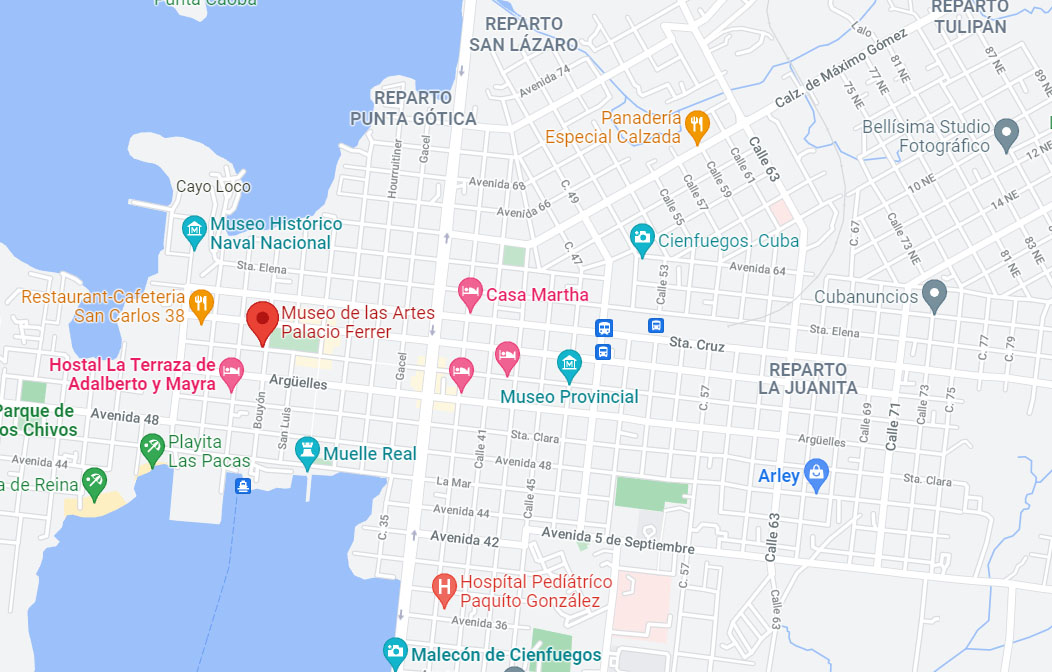 Punta Caoba
REPARTO
TULIPÁN
REPARTO
SAN LÁZARO
Lalo
Calz. de Máximo Gómez
87 NE
81 NE
77 NE
75 NE
89 NE
Avenida 74
REPARTO
PUNTA GÓTICA
Panadería
Especial Calzada
Bellísima Studio
Fotográfico
12 NE
Hourruitiner
Gacel
Calle 63
Calle 61
Calle 59
Calle 57
Calle 55
10 NE
14 NE
Cayo Loco
Avenida 68
C. 49
Avenida 66
Museo Histórico
Naval Nacional
C. 47
Cienfuegos. Cuba
C. 67
Calle 73 NE
81 NE
83 NE
Sta. Elena
Calle 53
Avenida 64
Restaurant-Cafeteria
San Carlos 38
Casa Martha
Cubanuncios
Museo de las Artes
Palacio Ferrer
Sta. Cruz
Sta. Elena
C. 77
C. 79
Hostal La Terraza de
Adalberto y Mayra
Gacel
REPARTO
LA JUANITA
Argüelles
Museo Provincial
Bouyón
San Luis
C. 57
C. 69
Calle 71
Calle 73
C. 75
Parque de
os Chivos
Avenida 48
Calle 41
Sta. Clara
Argüelles
Playita
Las Pacas
Muelle Real
Avenida 44
Avenida 48
a de Reina
La Mar
Calle 45
Arley
Sta. Clara
C. 35
Avenida 44
Avenida 42
Avenida 5 de Septiembre
Calle 63
C. 57
Hospítal Pedíátríco
Paquíto González
Calle 63
Avenida 36
Malecón de Cienfuegos